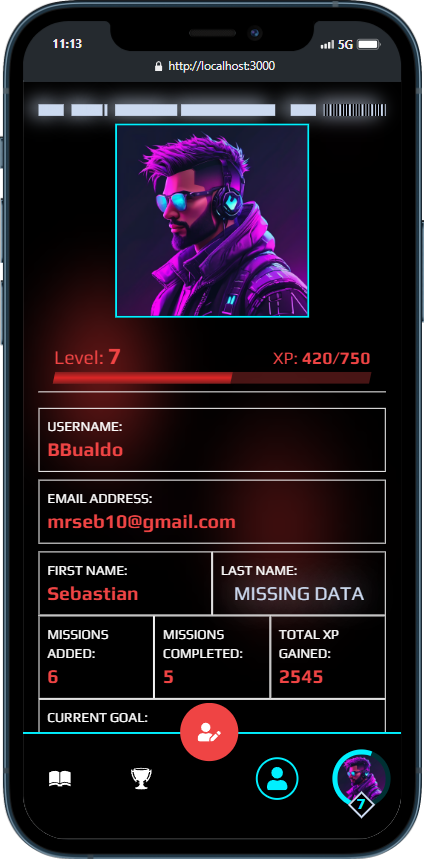 11:13
5G
http://localhost:3000
Level: 7
XP: 420/750
USERNAME:
BBualdo
EMAIL ADDRESS:
mrseb10@gmail.com
FIRST NAME:
LAST NAME:
Sebastian
MISSING DATA
MISSIONS
ADDED:
6
MISSIONS
COMPLETED:
5
TOTAL XP
GAINED:
2545
CURRENT GOAL:
7